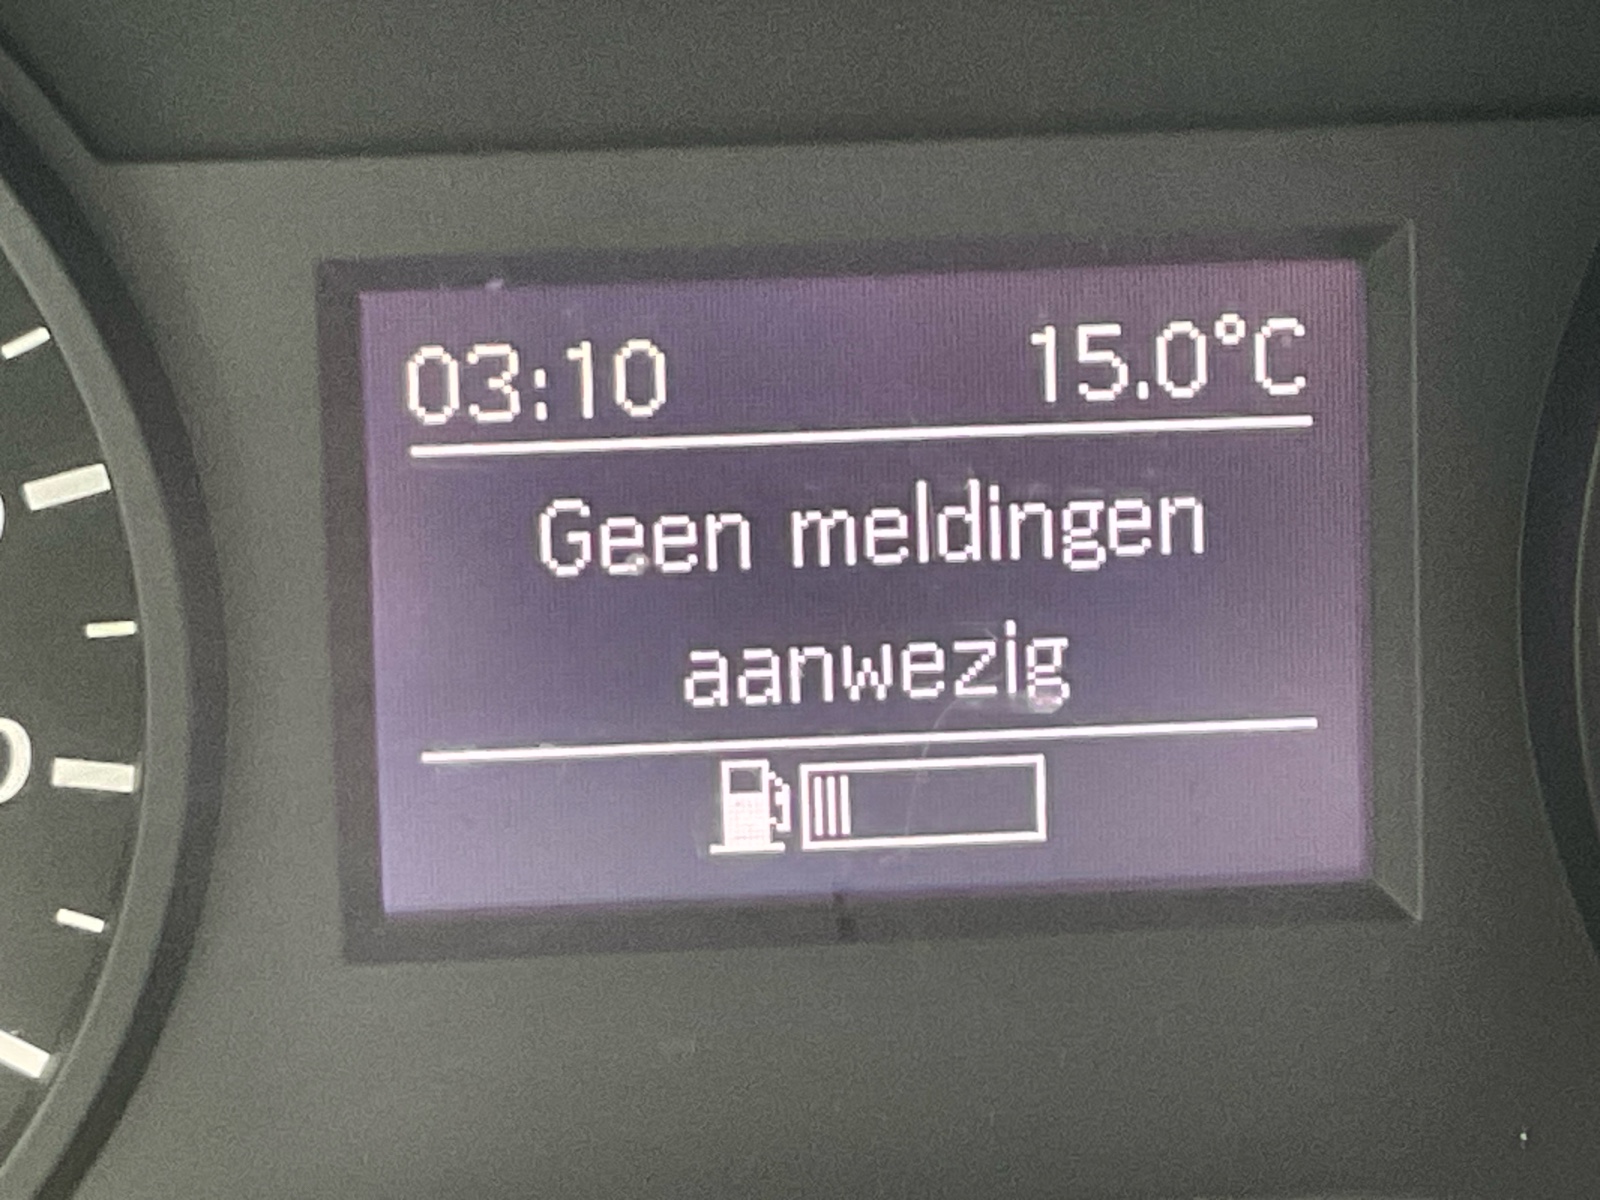 03:10 15.0°C
Geen meldingen
aanwezig